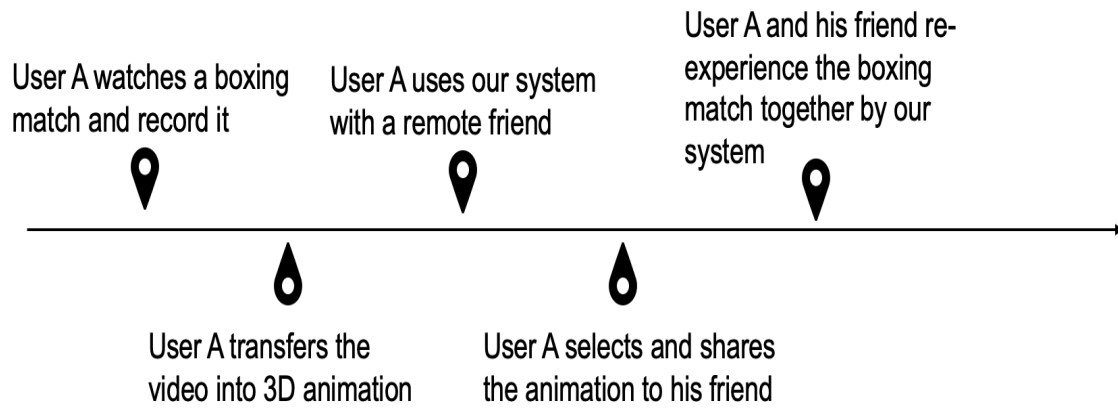 User A watches a boxing
match and record it
User A transfers the
video into 3D animation
User A uses our system
with a remote friend
User A selects and shares
the animation to his friend
User A and his friend re-
experience the boxing
match together by our
system